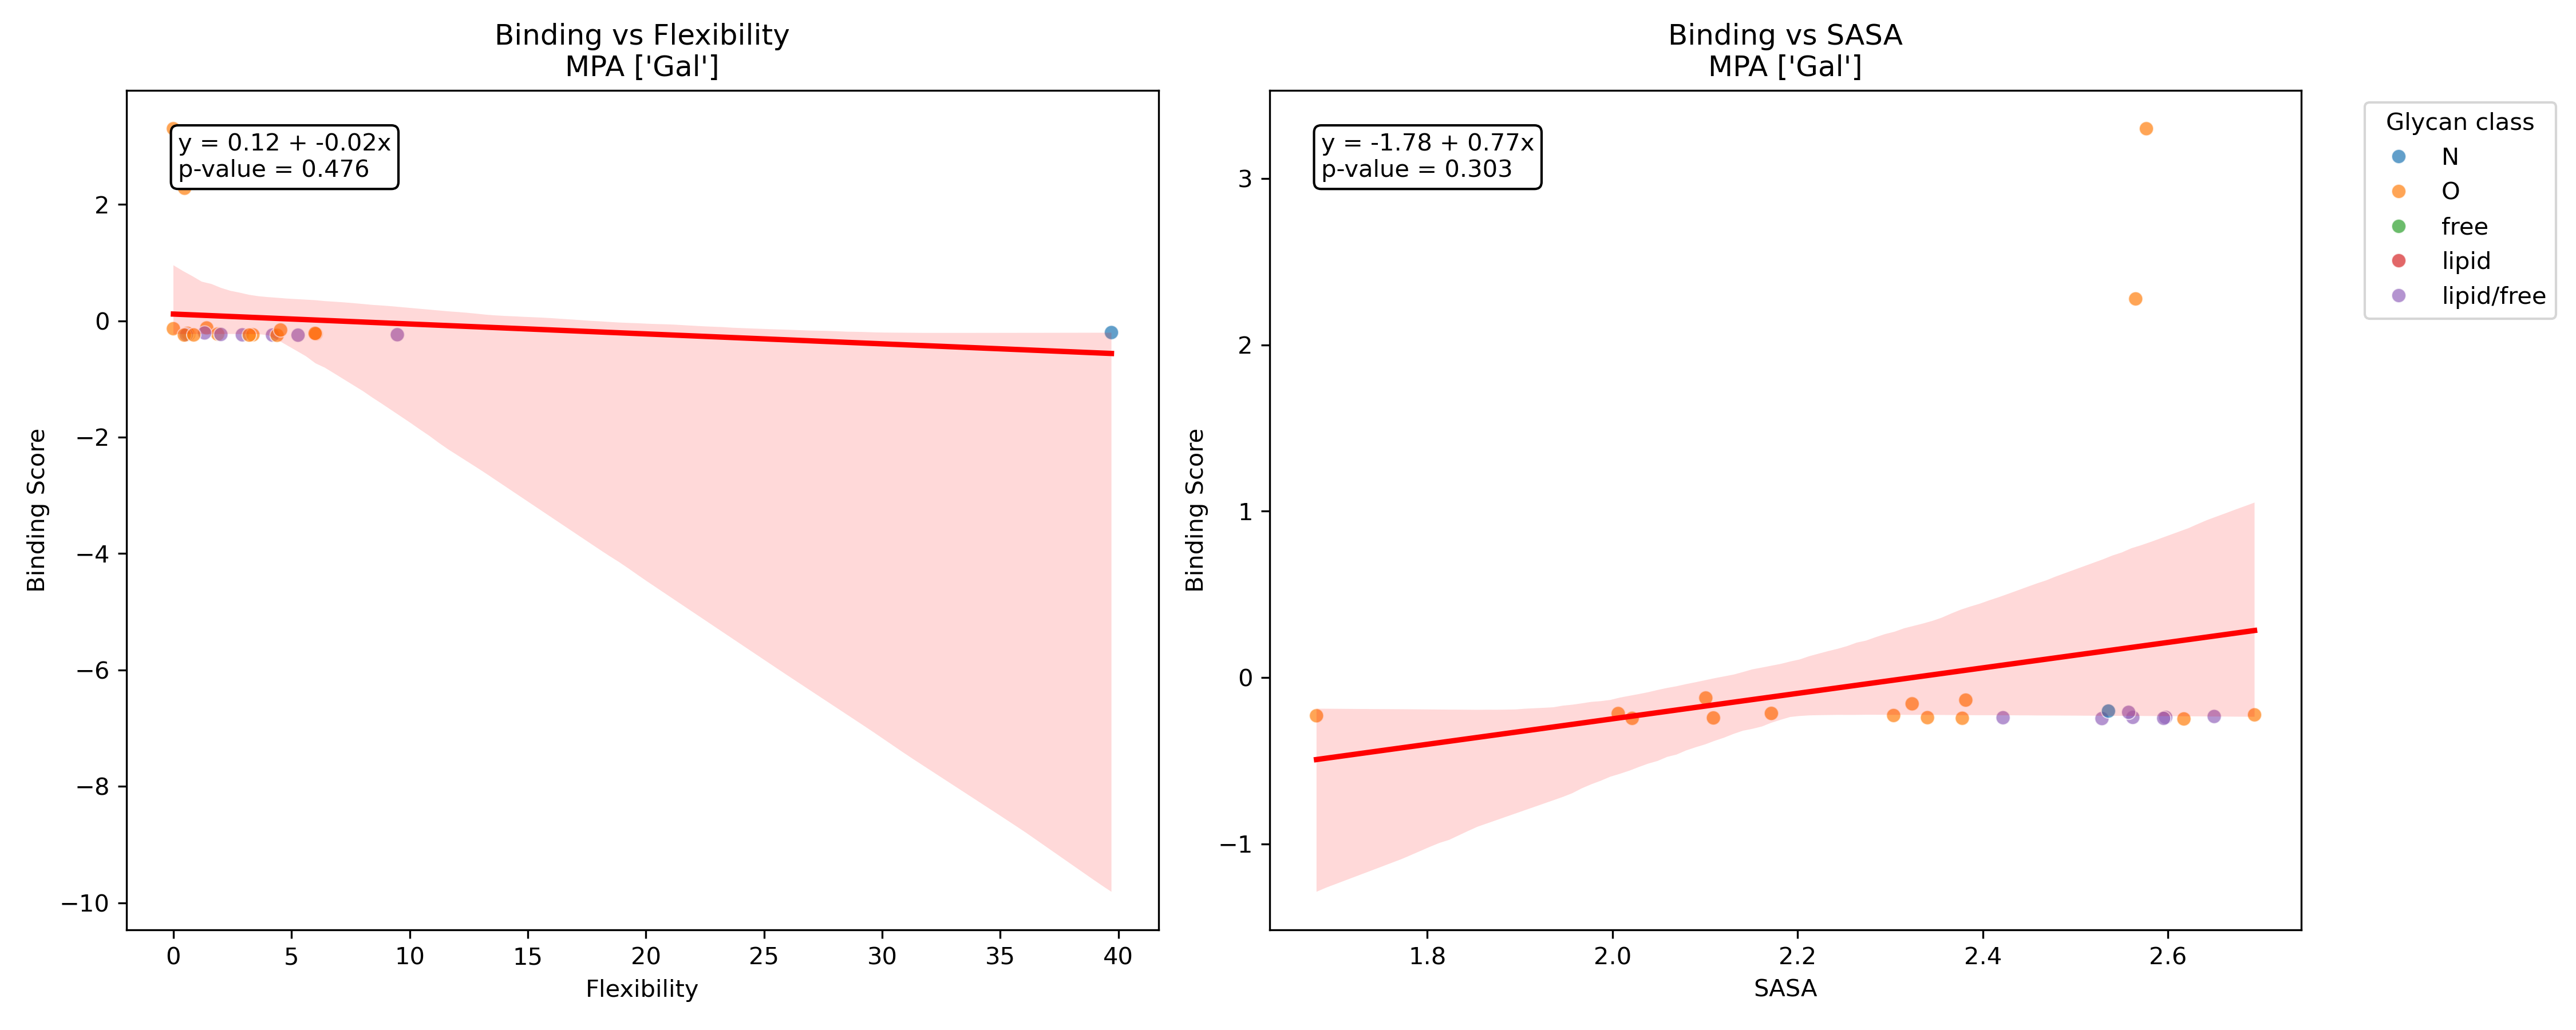 Binding vs Flexibility
MPA ['Gal']
y = 0.12 + -0.02x
p-value = 0.476
2
0
−2
−4
−6
−8
−10
Binding Score
0 5 10 15 20 25 30 35 40
Flexibility
Binding vs SASA
MPA ['Gal']
y = -1.78 + 0.77x
p-value = 0.303
3
2
1
0
−1
Binding Score
1.8 2.0 2.2 2.4 2.6
SASA
Glycan class
N
O
free
lipid
lipid/free